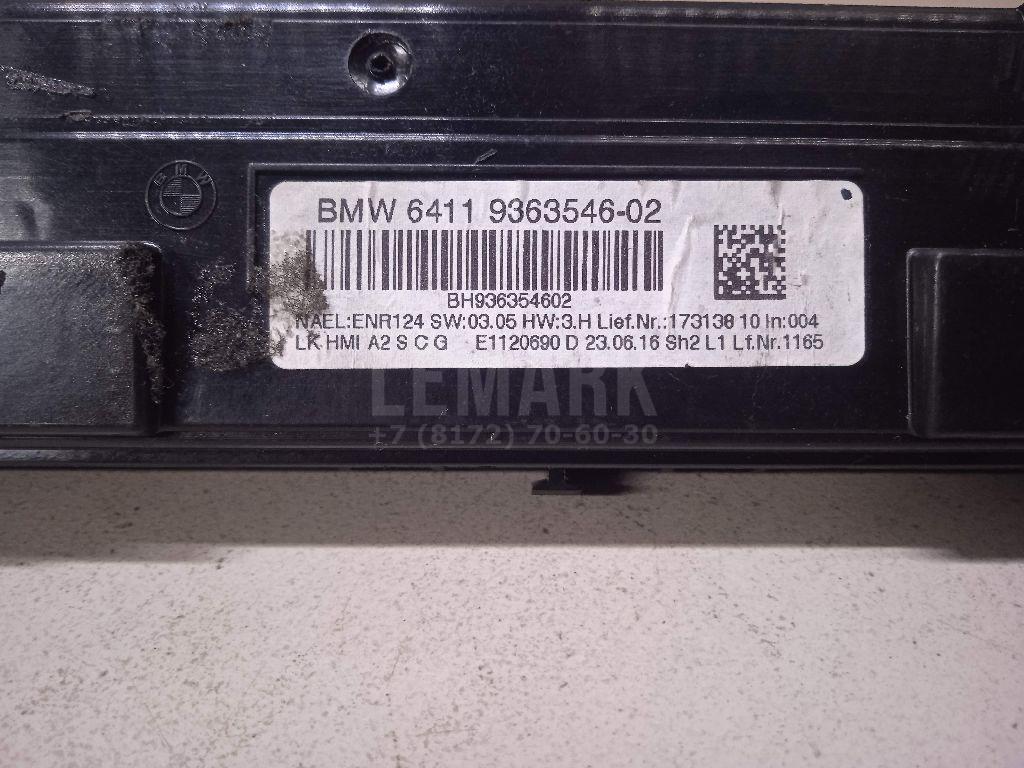 BMW
BMW 6411 9363546-02
BH936354602
NAEL:ENR124 SW:03.05 HW:3.H Lief.Nr.:173138 10 In:004
LK HMI A2 S C G E1120690 D 23.06.16 Sh2 L1 Lf.Nr.1165
LEMARK
+7 (8172) 70-60-30